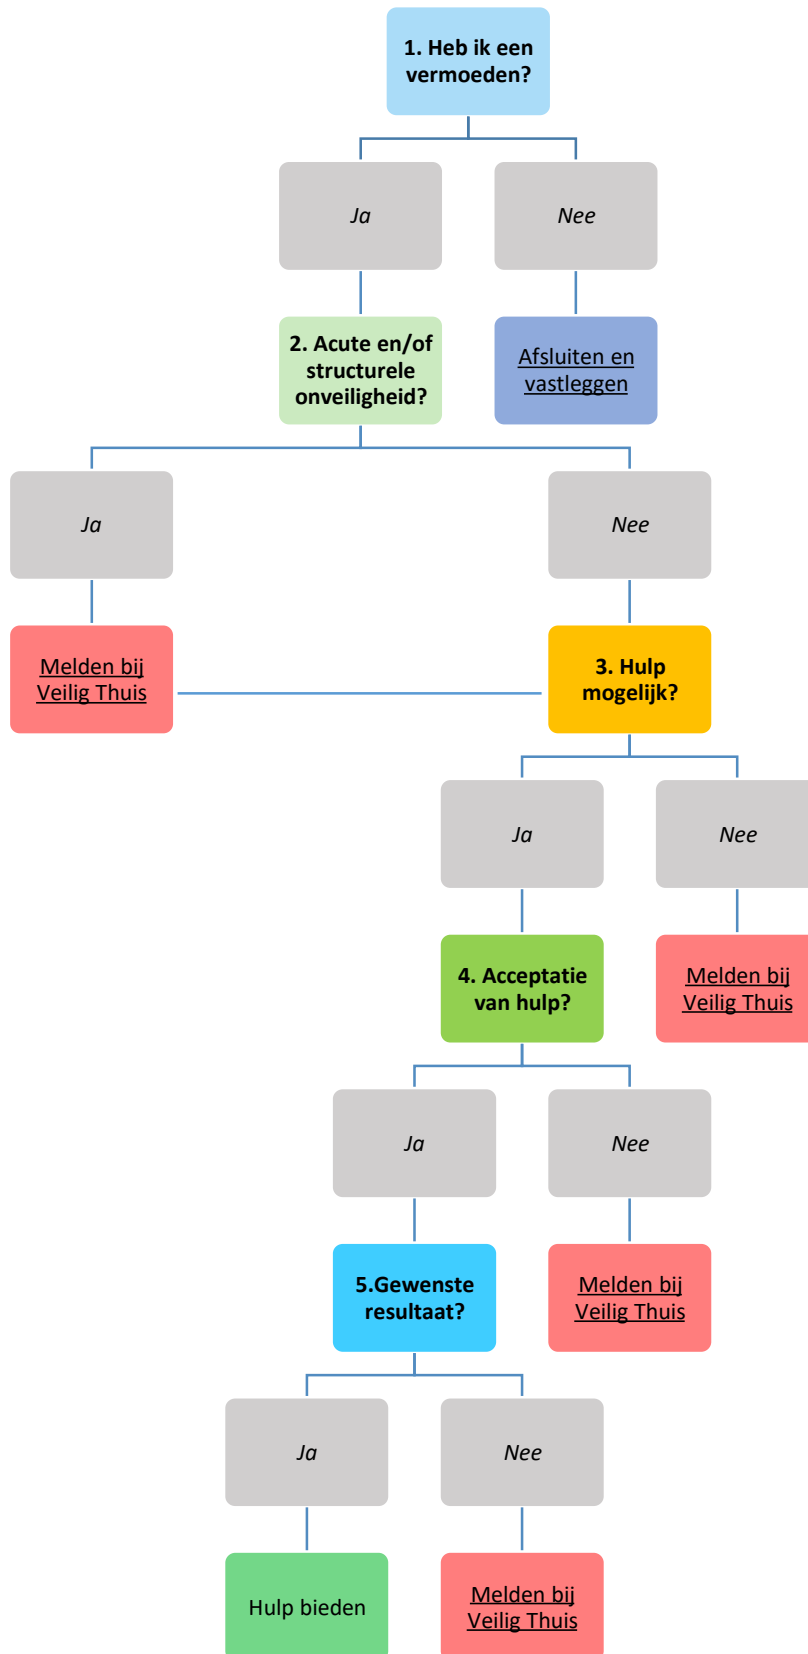 1. Heb ik een
vermoeden?
Ja
Nee
2. Acute en/of
structurele
onveiligheid?
Afsluiten en
vastleggen
Ja
Nee
Melden bij
Veilig Thuis
3. Hulp
mogelijk?
Ja
Nee
4. Acceptatie
van hulp?
Melden bij
Veilig Thuis
Ja
Nee
5.Gewenste
resultaat?
Melden bij
Veilig Thuis
Ja
Nee
Hulp bieden
Melden bij
Veilig Thuis